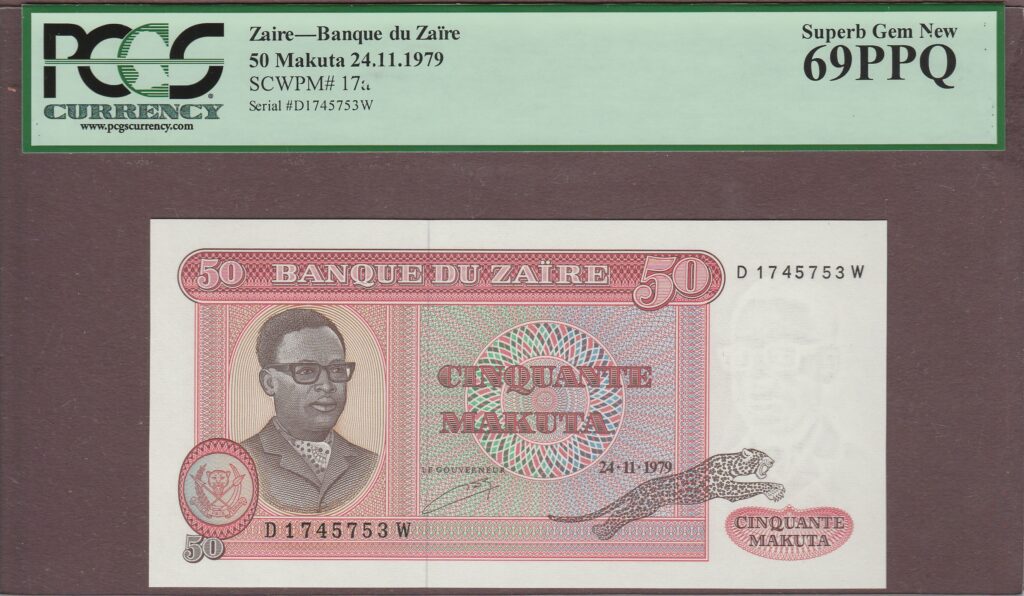 PCGS
CURRENCY
www.pcgscurrency.com
Zaire—Banque du Zaïre
50 Makuta 24.11.1979
SCWPM# 17a
Serial #D1745753W
Superb Gem New
69PPQ
50 BANQUE DU ZAÏRE 50
D 1745753 W
CINQUANTE
MAKUTA
LE GOUVERNEUR
24·11·1979
D 1745753 W
CINQUANTE
MAKUTA
50